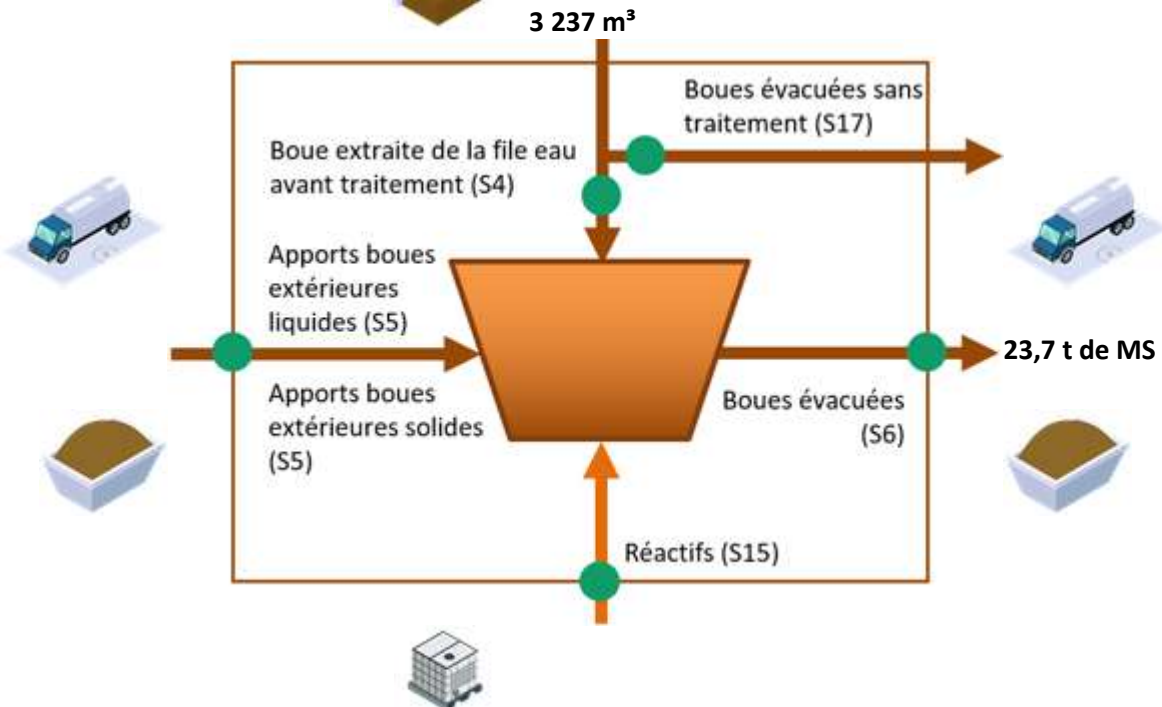 3 237 m³
Boues évacuées sans
traitement (S17)
Boue extraite de la file eau
avant traitement (S4)
Apports boues
extérieures
liquides (S5)
23,7 t de MS
Apports boues
extérieures solides
(S5)
Boues évacuées
(S6)
Réactifs (S15)